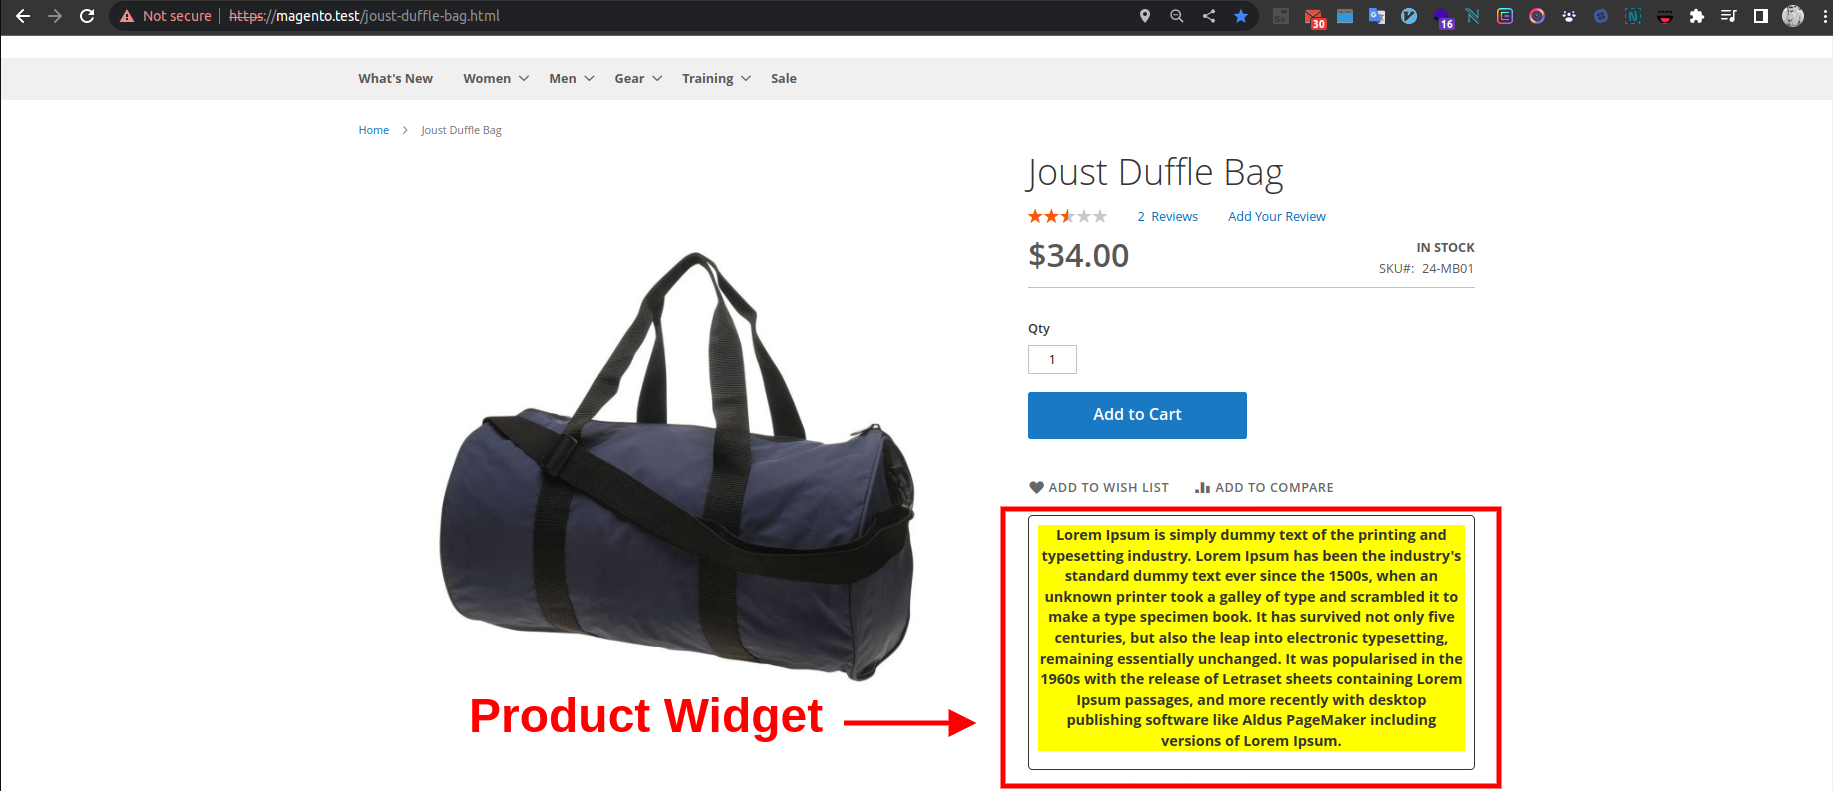 Not secure https://magento.test/joust-duffle-bag.html
30
16
What's New Women Men Gear Training Sale
Home Joust Duffle Bag
Joust Duffle Bag
2 Reviews Add Your Review
$34.00
IN STOCK
SKU#: 24-MB01
Qty
1
Add to Cart
ADD TO WISH LIST ADD TO COMPARE
Lorem Ipsum is simply dummy text of the printing and
typesetting industry. Lorem Ipsum has been the industry's
standard dummy text ever since the 1500s, when an
unknown printer took a galley of type and scrambled it to
make a type specimen book. It has survived not only five
centuries, but also the leap into electronic typesetting,
remaining essentially unchanged. It was popularised in the
1960s with the release of Letraset sheets containing Lorem
Ipsum passages, and more recently with desktop
publishing software like Aldus PageMaker including
versions of Lorem Ipsum.
Product Widget